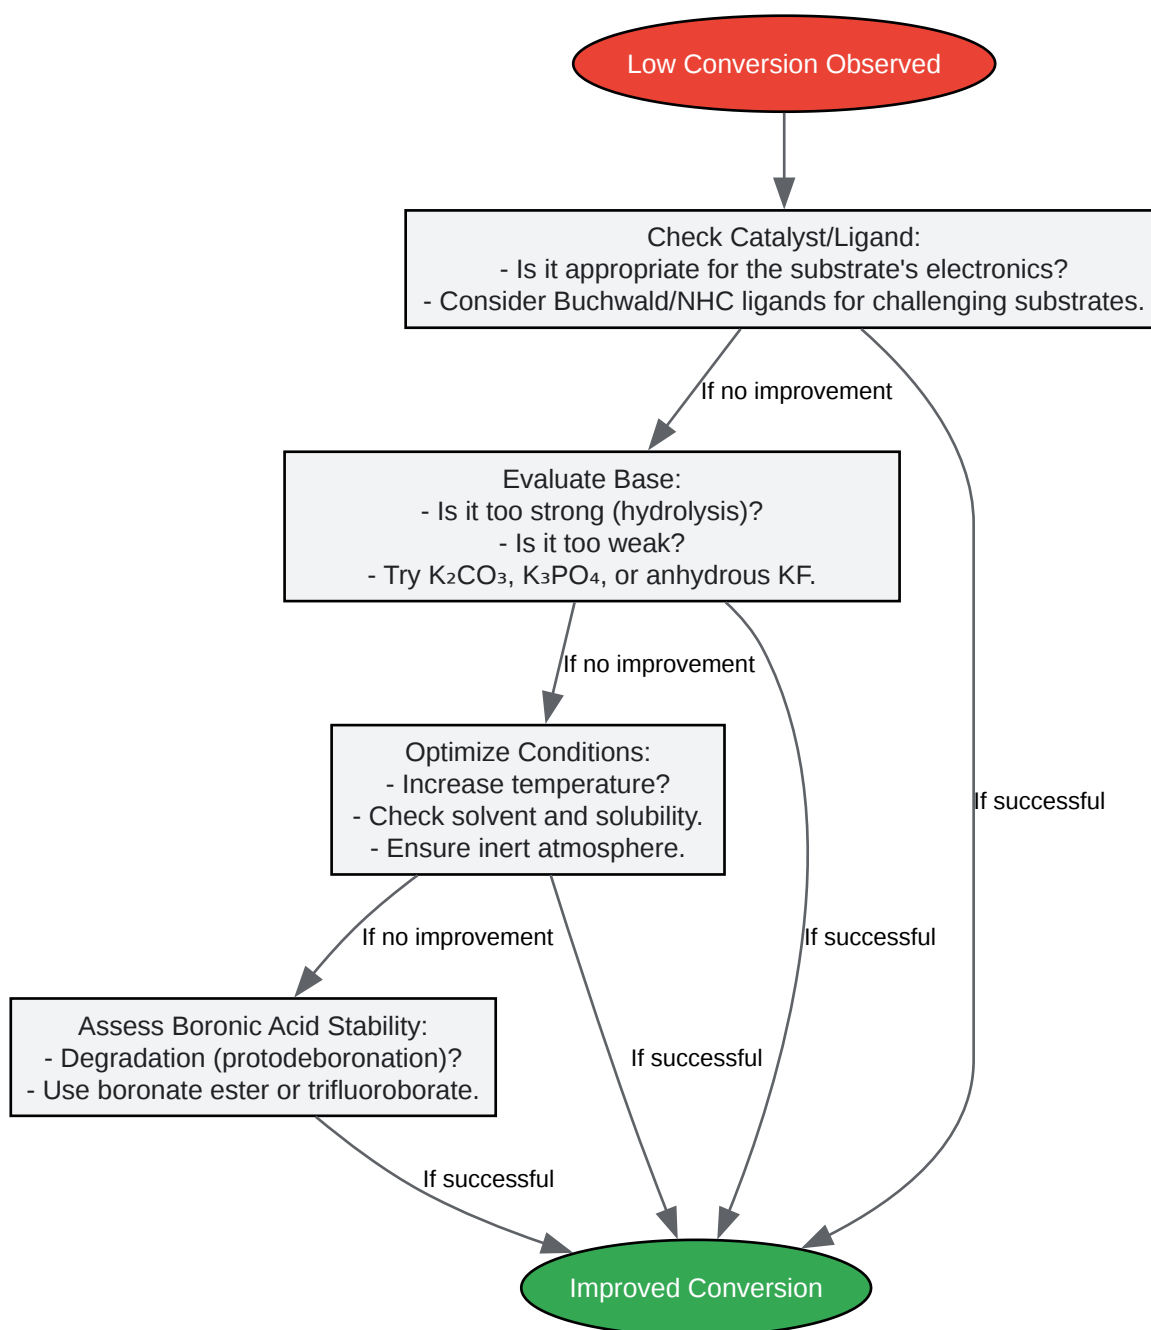 Low Conversion Observed
Check Catalyst/Ligand:
- Is it appropriate for the substrate's electronics?
- Consider Buchwald/NHC ligands for challenging substrates.
If no improvement
Evaluate Base:
- Is it too strong (hydrolysis)?
- Is it too weak?
- Try K₂CO₃, K₃PO₄, or anhydrous KF.
If no improvement
Optimize Conditions:
- Increase temperature?
- Check solvent and solubility.
- Ensure inert atmosphere.
If successful
If no improvement
If successful
Assess Boronic Acid Stability:
- Degradation (protodeboronation)?
- Use boronate ester or trifluoroborate.
If successful
If successful
Improved Conversion